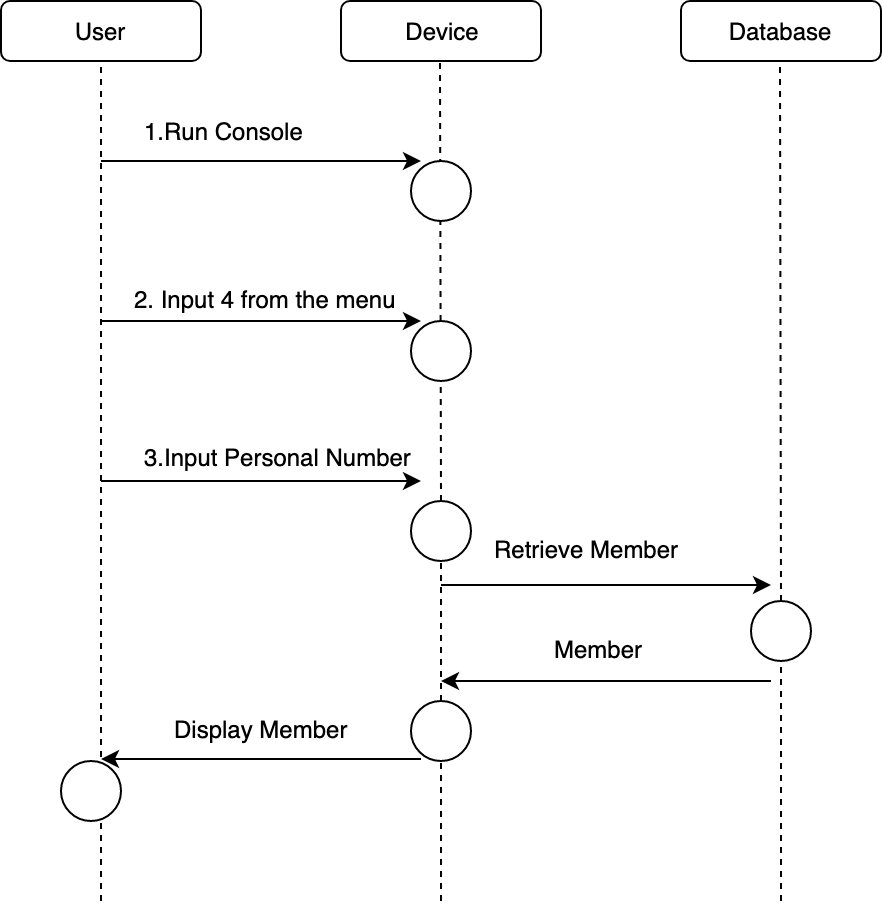 User
Device
Database
1.Run Console
2. Input 4 from the menu
3.Input Personal Number
Retrieve Member
Member
Display Member